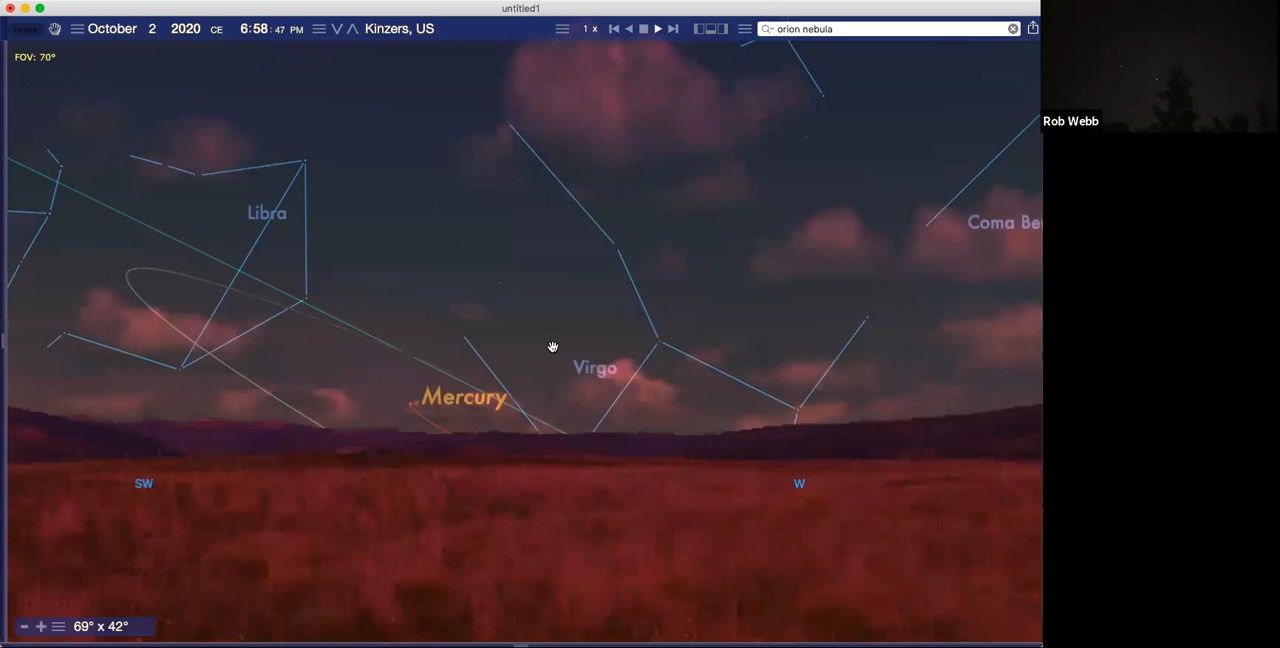 untitled1
Home October 2 2020 CE 6:58:47 PM Kinzers, US 1 x orion nebula
FOV: 70°
Rob Webb
Libra
Coma Be
Virgo
Mercury
SW W
69° x 42°